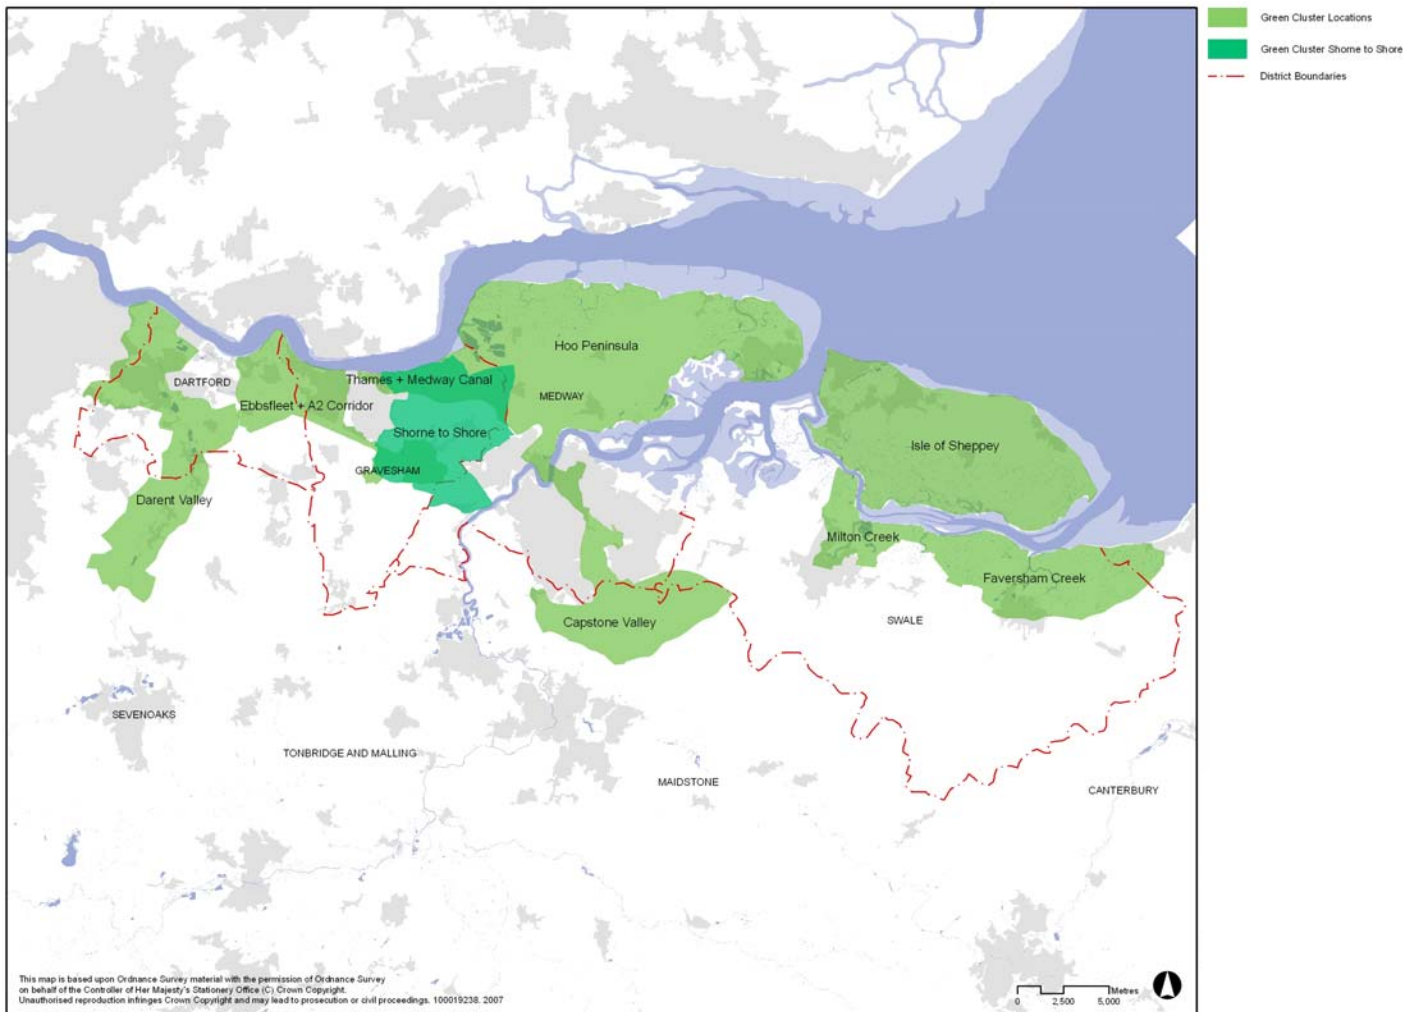 Green Cluster Locations
Green Cluster Shorne to Shore
District Boundaries
Hoo Peninsula
Thames + Medway Canal
DARTFORD
MEDWAY
Ebbsfleet + A2 Corridor
Shorne to Shore
Isle of Sheppey
GRAVESHAM
Darent Valley
Milton Creek
Faversham Creek
Capstone Valley
SWALE
SEVENOAKS
TONBRIDGE AND MALLING
MAIDSTONE
CANTERBURY
This map is based upon Ordnance Survey material with the permission of Ordnance Survey
on behalf of the Controller of Her Majesty's Stationery Office (C) Crown Copyright.
Unauthorised reproduction infringes Crown Copyright and may lead to prosecution or civil proceedings. 100019238. 2007
Metres
0 2,500 5,000